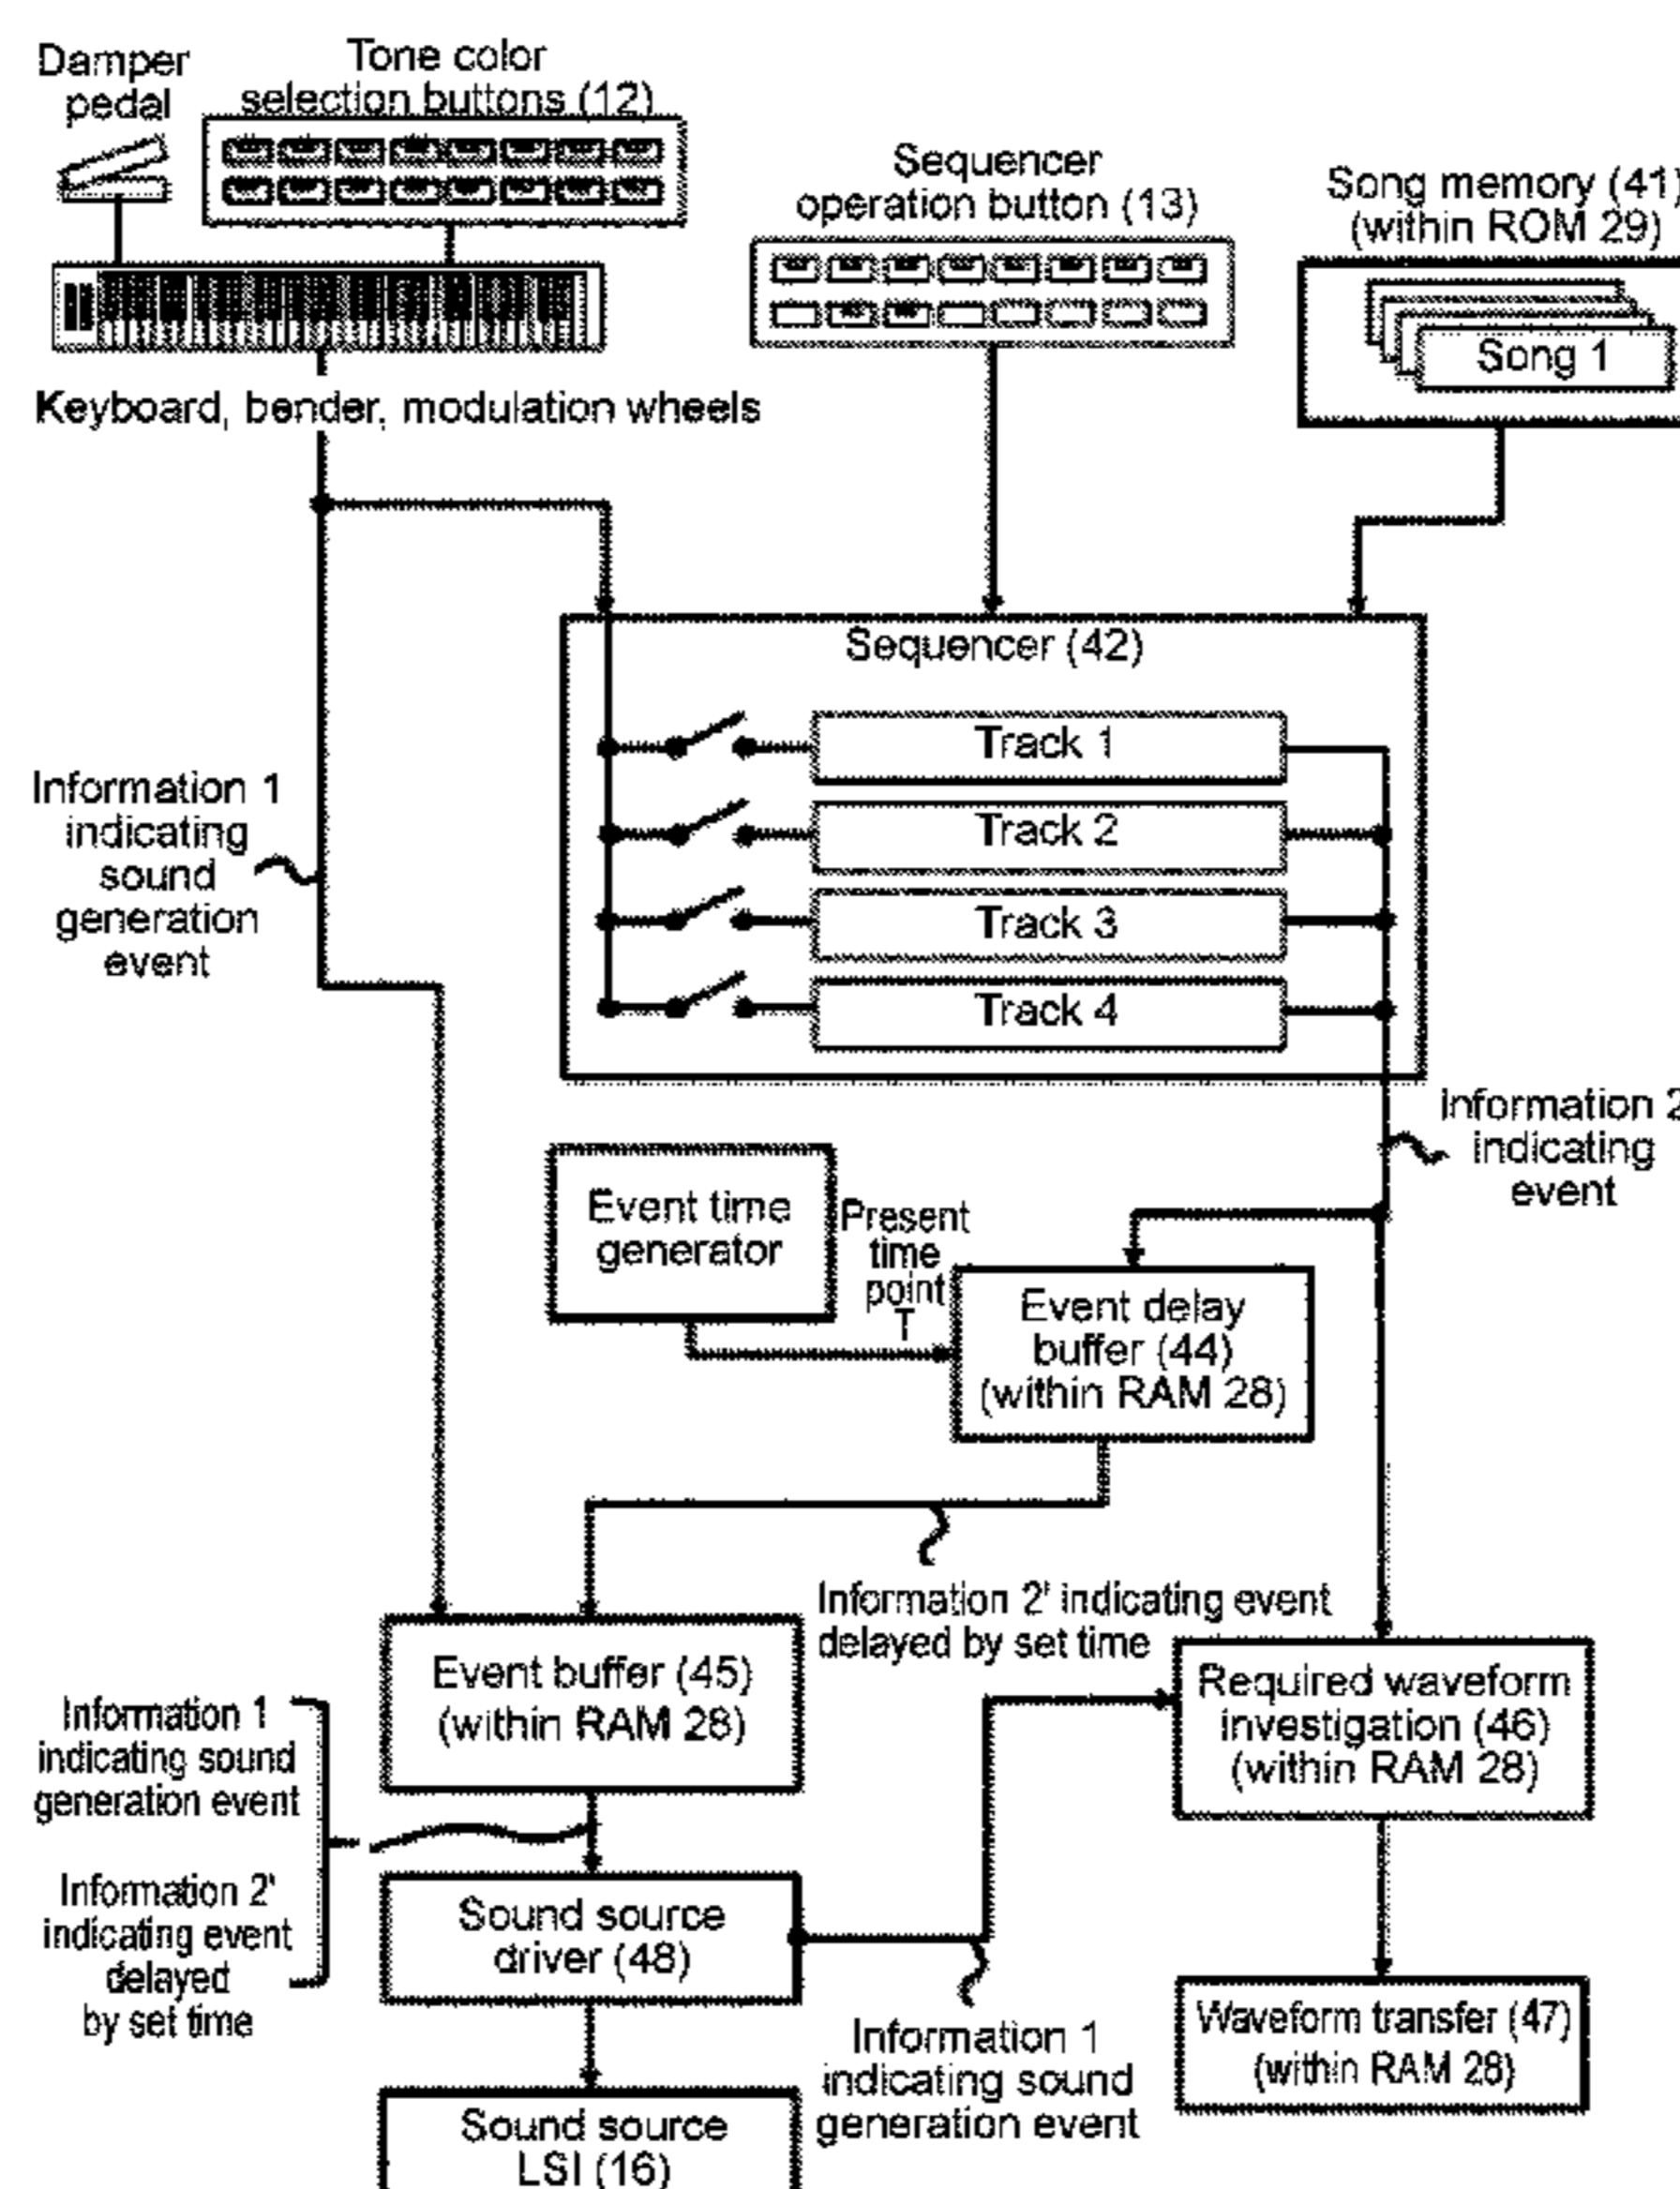 Damper
pedal
Tone color
selection buttons (12)
Sequencer
operation button (13)
Song memory (41)
(within ROM 29)
Song 1
Keyboard, bender, modulation wheels
Sequencer (42)
Track 1
Track 2
Track 3
Track 4
Information 1
indicating
sound
generation
event
Information 2
indicating
event
Event time
generator
Present
time
point
T
Event delay
buffer (44)
(within RAM 28)
Information 2' indicating event
delayed by set time
Event buffer (45)
(within RAM 28)
Required waveform
investigation (46)
(within RAM 28)
Information 1
indicating sound
generation event
Information 2'
indicating event
delayed
by set time
Sound source
driver (48)
Information 1
indicating sound
generation event
Waveform transfer (47)
(within RAM 28)
Sound source
LSI (16)